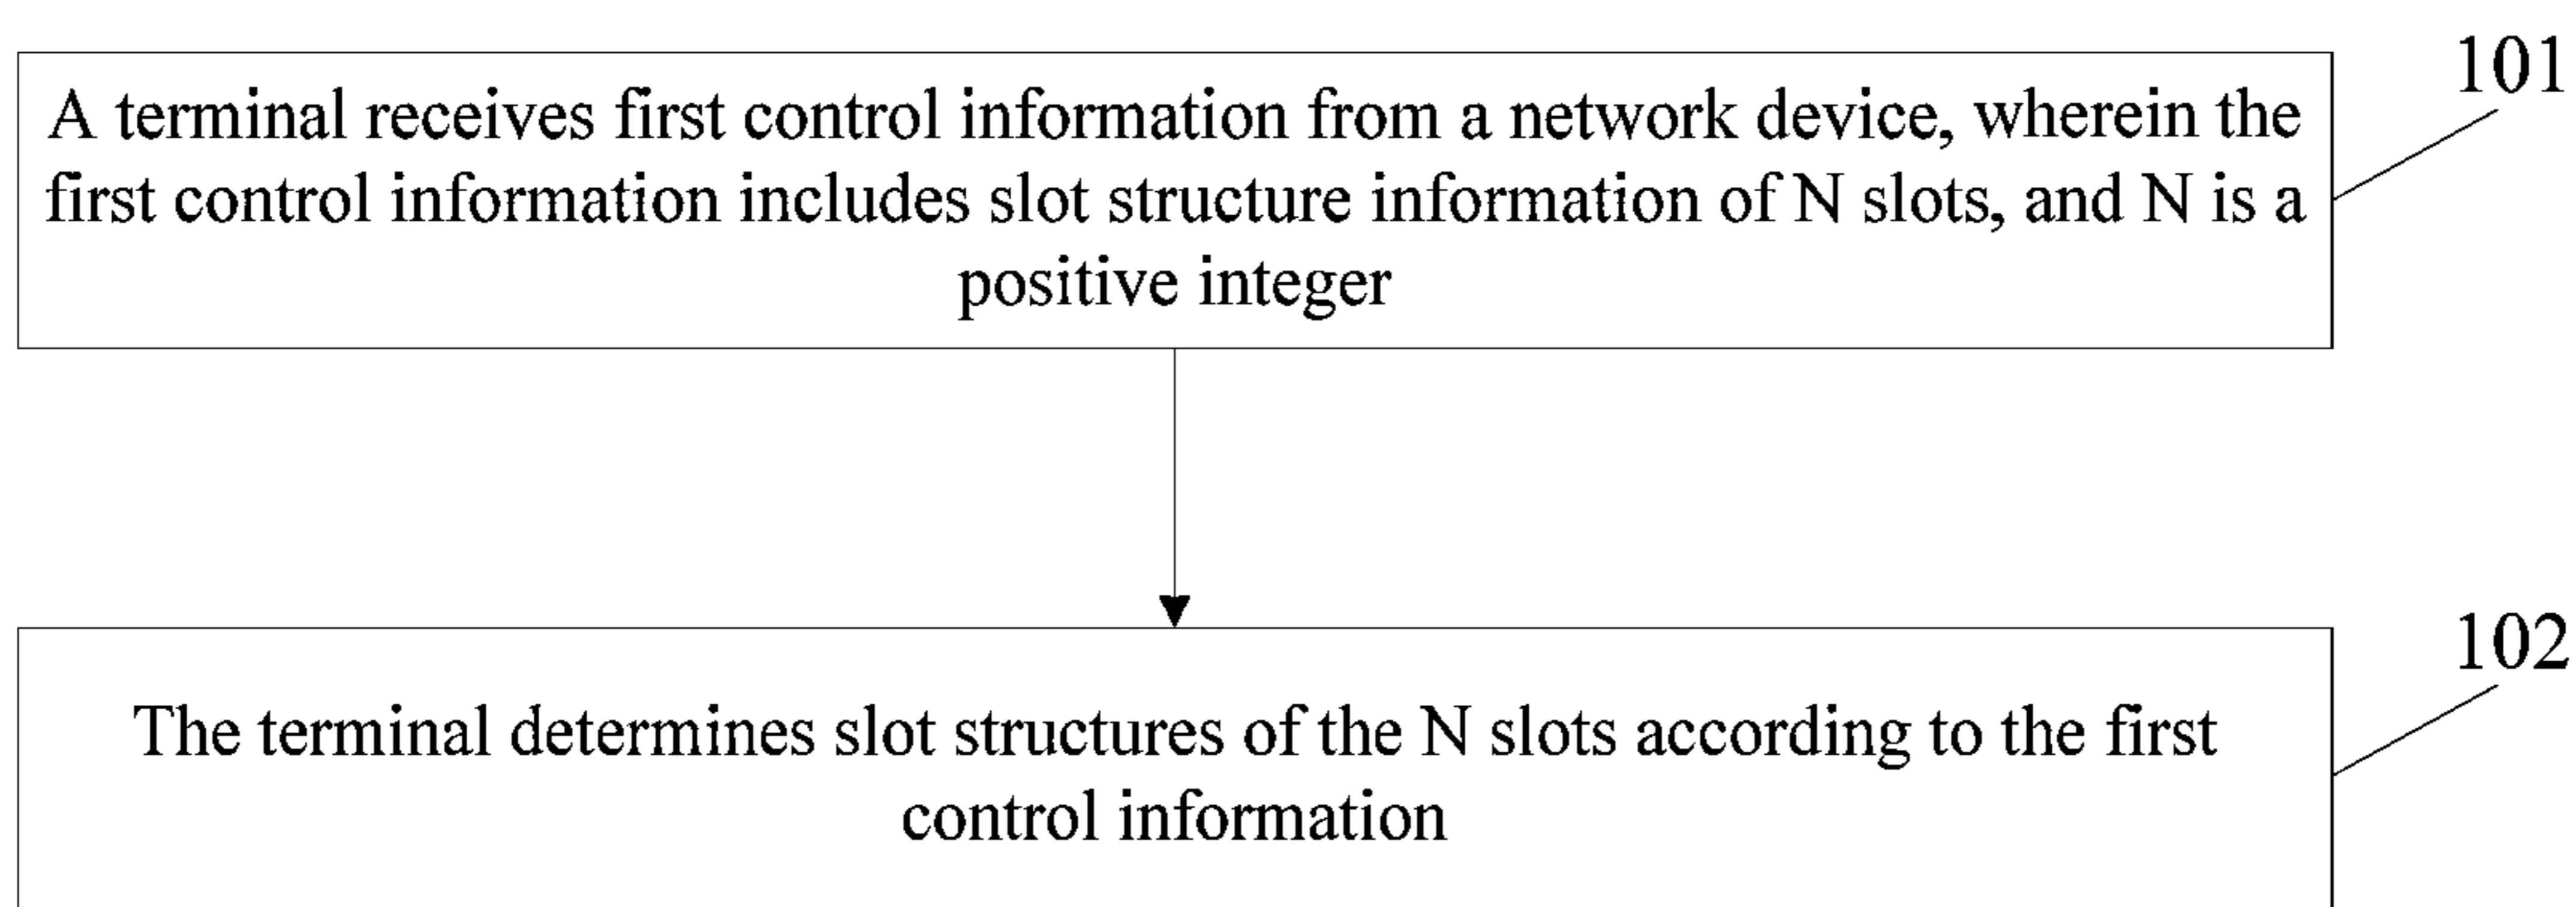 101
A terminal receives first control information from a network device, wherein the
first control information includes slot structure information of N slots, and N is a
positive integer
102
The terminal determines slot structures of the N slots according to the first
control information